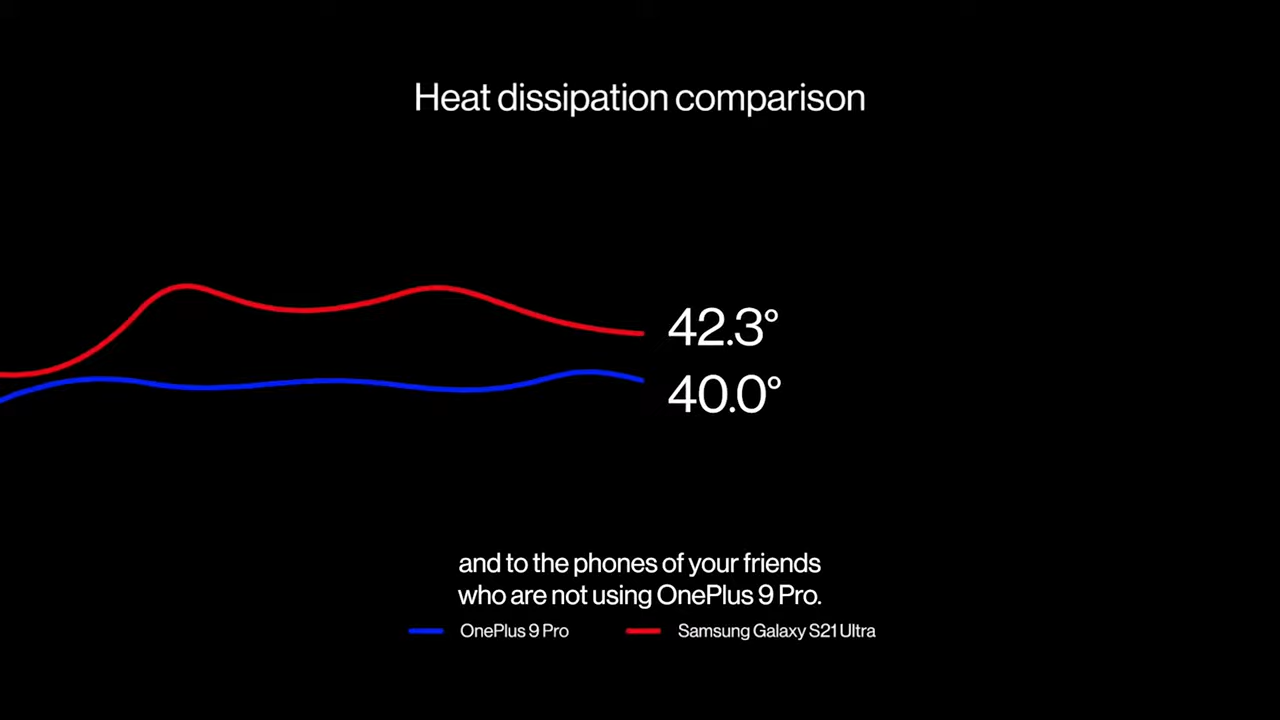 Heat dissipation comparison
42.3°
40.0°
and to the phones of your friends
who are not using OnePlus 9 Pro.
OnePlus 9 Pro
Samsung Galaxy S21 Ultra